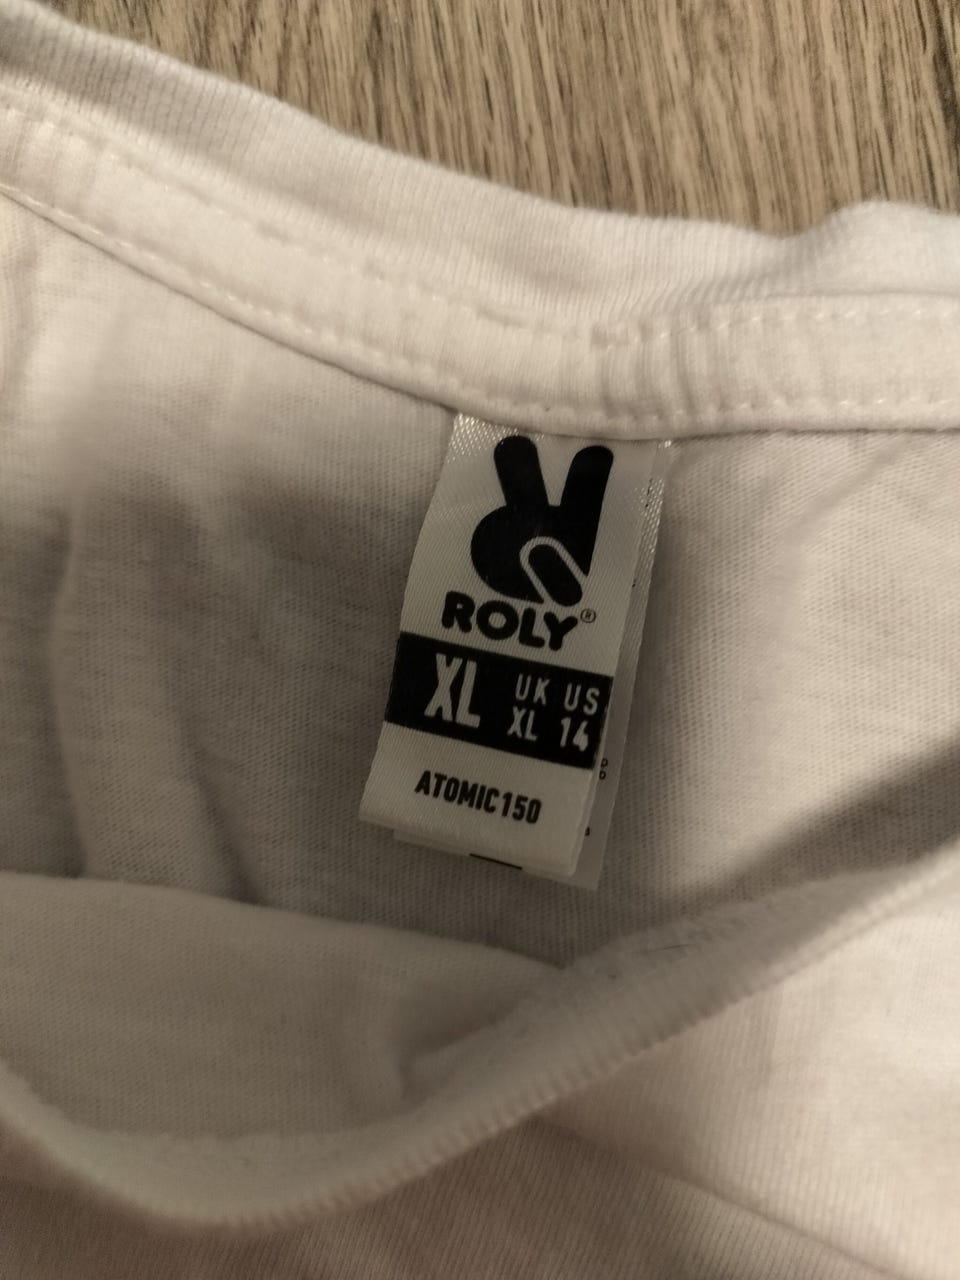 ROLY®
XL UK US
XL 14
ATOMIC150